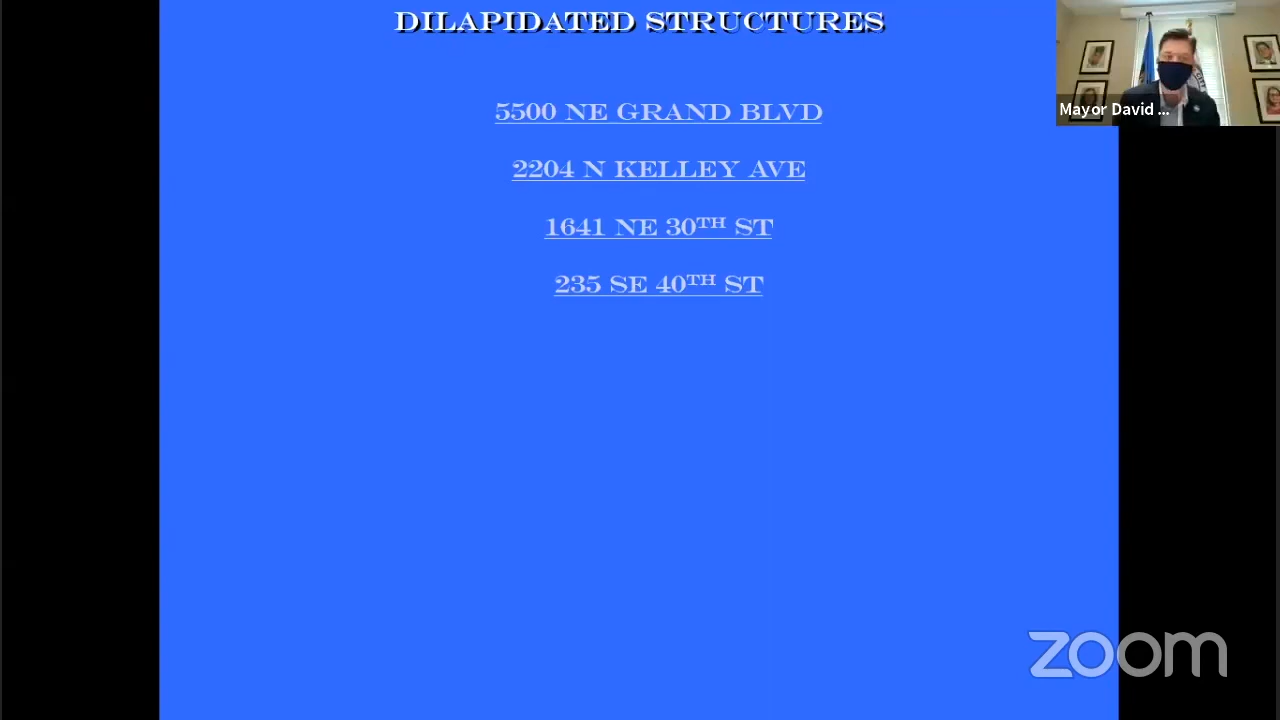 DILAPIDATED STRUCTURES
5500 NE GRAND BLVD
2204 N KELLEY AVE
1641 NE 30TH ST
235 SE 40TH ST
Mayor David ...
zoom